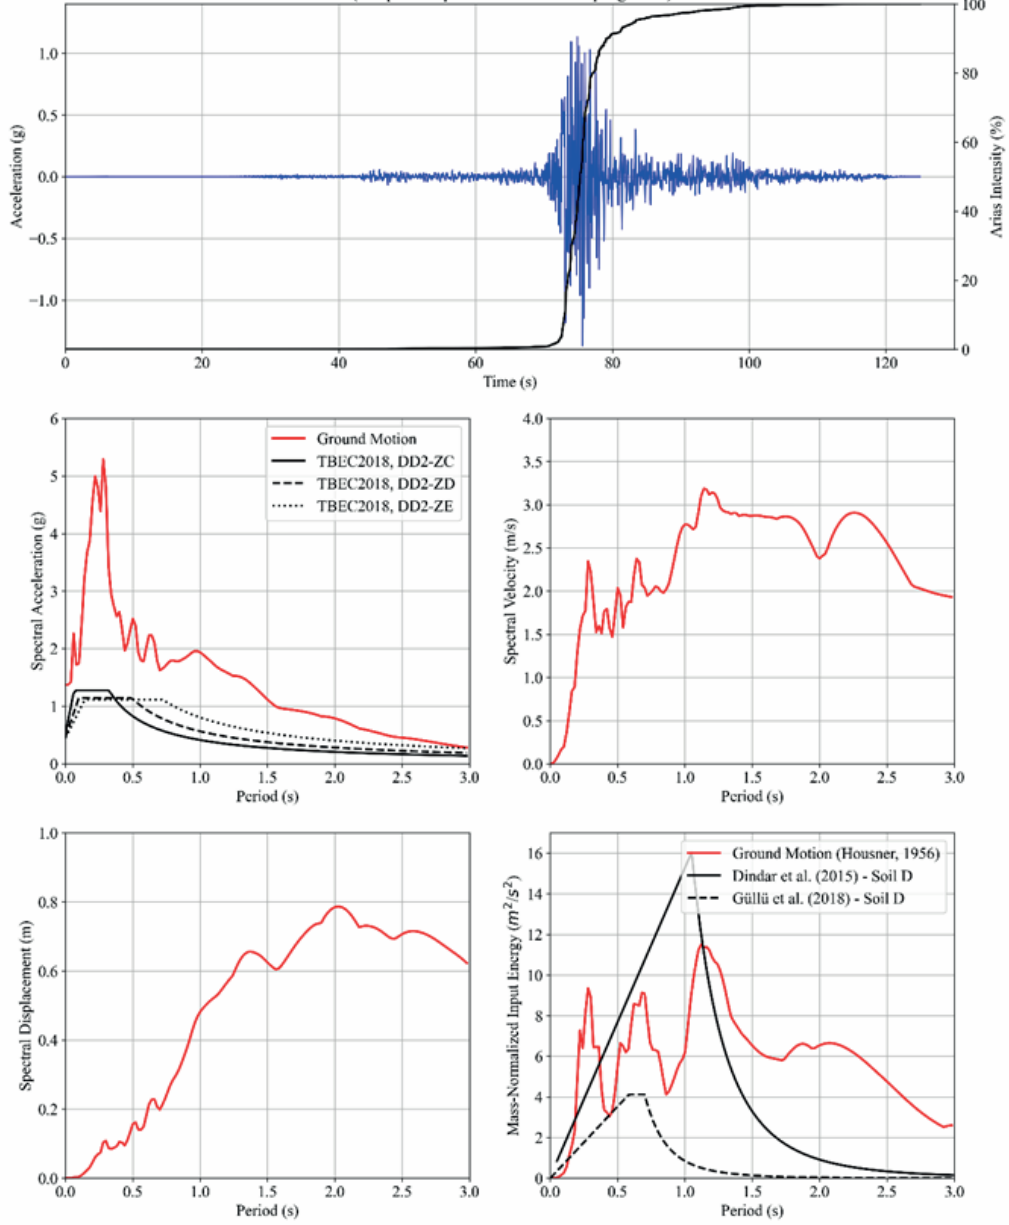 100
1.0
80
0.5
60
0.0
40
−0.5
20
−1.0
0
Acceleration (g)
Arias Intensity (%)
0 20 40 60 80 100 120
Time (s)
6
5
4
3
2
1
0
Spectral Acceleration (g)
Ground Motion
TBEC2018, DD2-ZC
TBEC2018, DD2-ZD
TBEC2018, DD2-ZE
0.0 0.5 1.0 1.5 2.0 2.5 3.0
Period (s)
4.0
3.5
3.0
2.5
2.0
1.5
1.0
0.5
0.0
Spectral Velocity (m/s)
0.0 0.5 1.0 1.5 2.0 2.5 3.0
Period (s)
1.0
0.8
0.6
0.4
0.2
0.0
Spectral Displacement (m)
0.0 0.5 1.0 1.5 2.0 2.5 3.0
Period (s)
16
14
12
10
8
6
4
2
0
Mass-Normalized Input Energy (m²/s²)
Ground Motion (Housner, 1956)
Dindar et al. (2015) - Soil D
Güllü et al. (2018) - Soil D
0.0 0.5 1.0 1.5 2.0 2.5 3.0
Period (s)